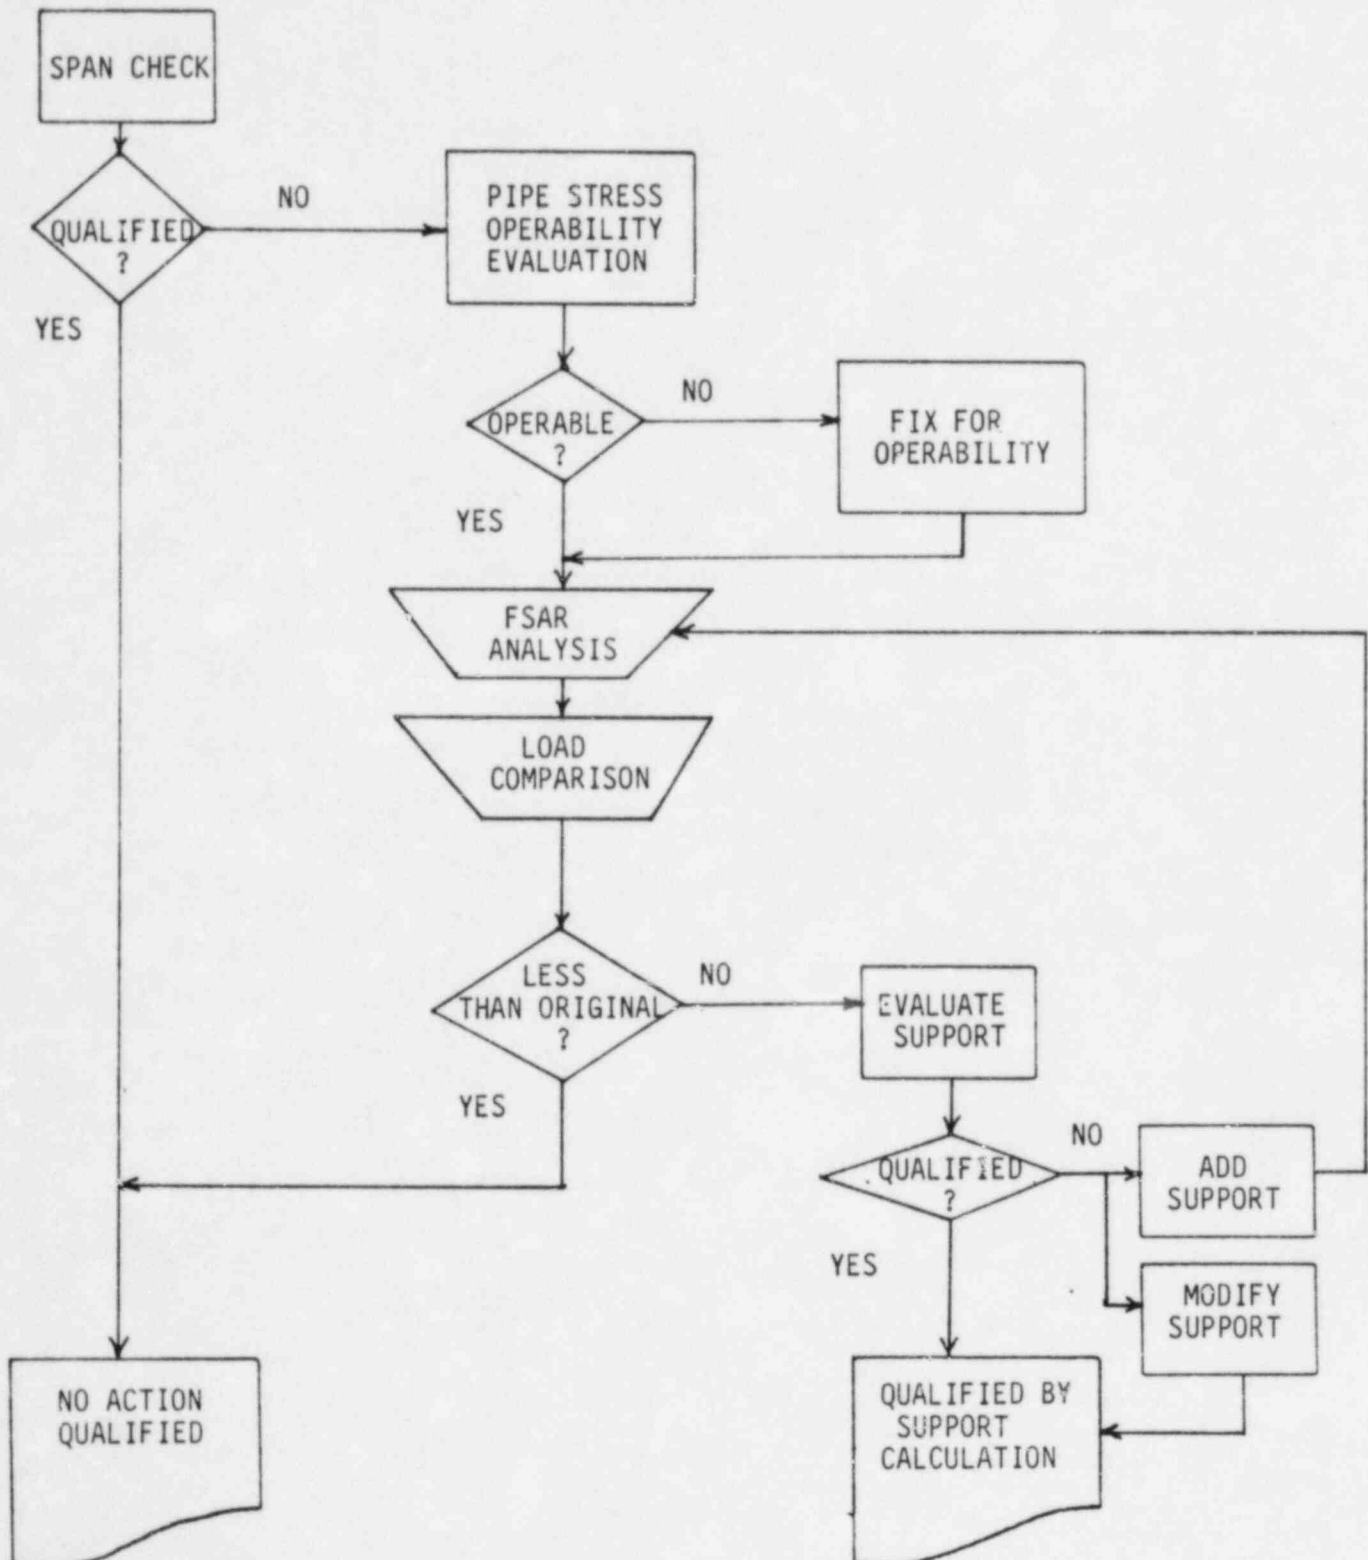 SPAN CHECK
QUALIFIED
?
NO
YES
PIPE STRESS
OPERABILITY
EVALUATION
OPERABLE
?
NO
YES
FIX FOR
OPERABILITY
FSAR
ANALYSIS
LOAD
COMPARISON
LESS
THAN ORIGINAL
?
NO
YES
EVALUATE
SUPPORT
QUALIFIED
?
NO
YES
ADD
SUPPORT
MODIFY
SUPPORT
NO ACTION
QUALIFIED
QUALIFIED BY
SUPPORT
CALCULATION